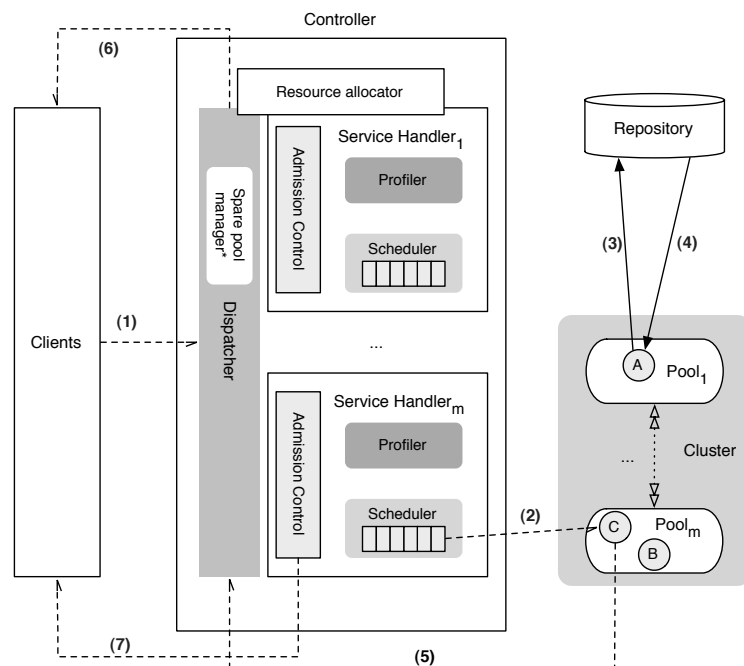 Controller
(6)
Resource allocator
Service Handler1
Admission Control
Profiler
Spare pool
manager*
Scheduler
Dispatcher
Repository
(3)
(4)
(1)
Clients
...
A
Pool1
Service Handlerm
Admission Control
Profiler
...
Cluster
Scheduler
(2)
C
Poolm
B
(7)
(5)